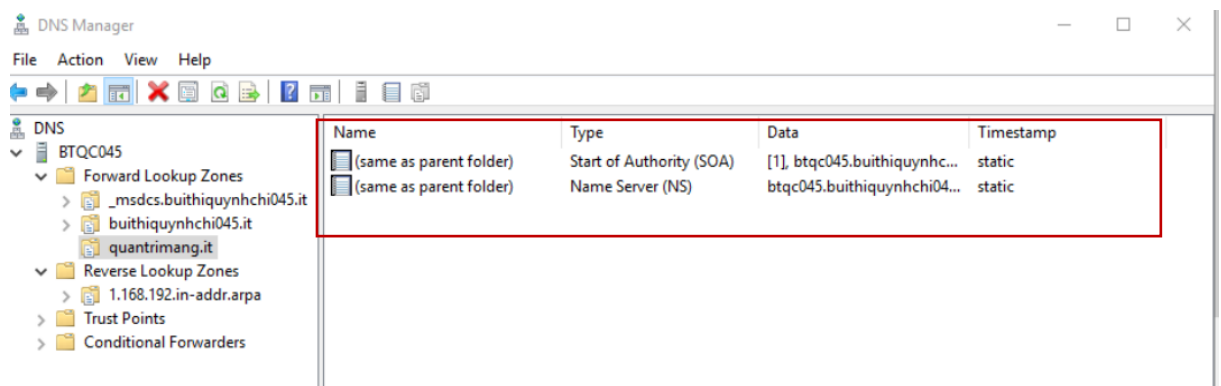 DNS Manager
File Action View Help
DNS
BTQC045
Forward Lookup Zones
_msdcs.buithiquynhchi045.it
buithiquynhchi045.it
quantrimang.it
Reverse Lookup Zones
1.168.192.in-addr.arpa
Trust Points
Conditional Forwarders
Name Type Data Timestamp
(same as parent folder) Start of Authority (SOA) [1], btqc045.buithiquynhc... static
(same as parent folder) Name Server (NS) btqc045.buithiquynhchi04... static